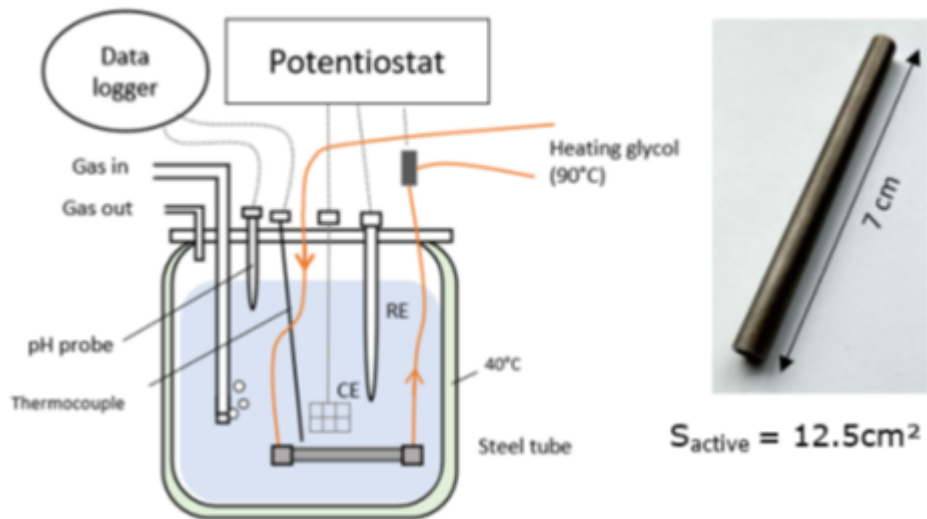 Data
logger
Potentiostat
Gas in
Gas out
Heating glycol
(90°C)
pH probe
Thermocouple
RE
CE
40°C
Steel tube
7 cm
Sactive = 12.5cm²